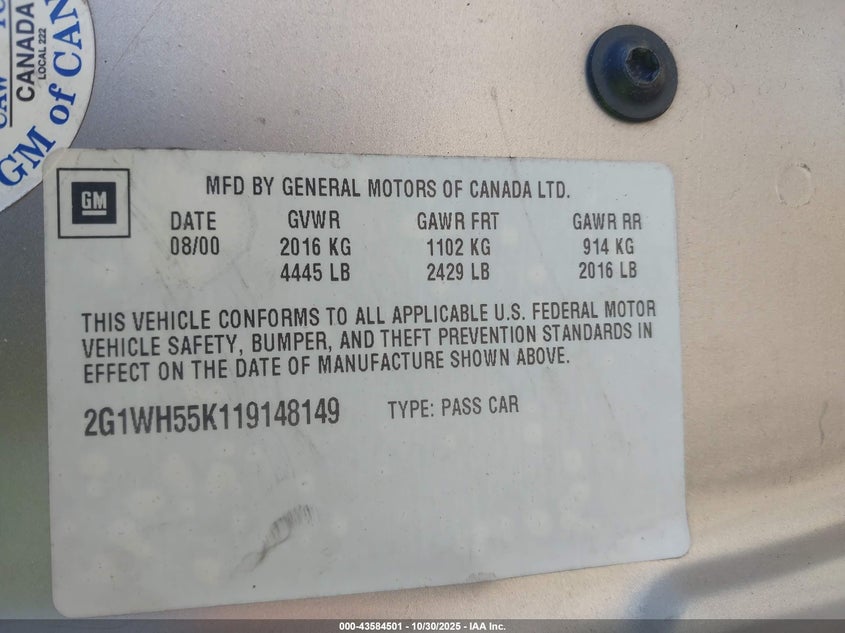 CAW
CANADA
LOCAL 222
GM of CAN
GM
MFD BY GENERAL MOTORS OF CANADA LTD.
DATE GVWR GAWR FRT GAWR RR
08/00 2016 KG 1102 KG 914 KG
4445 LB 2429 LB 2016 LB
THIS VEHICLE CONFORMS TO ALL APPLICABLE U.S. FEDERAL MOTOR
VEHICLE SAFETY, BUMPER, AND THEFT PREVENTION STANDARDS IN
EFFECT ON THE DATE OF MANUFACTURE SHOWN ABOVE.
2G1WH55K119148149 TYPE: PASS CAR
000-43584501 - 10/30/2025 - IAA Inc.